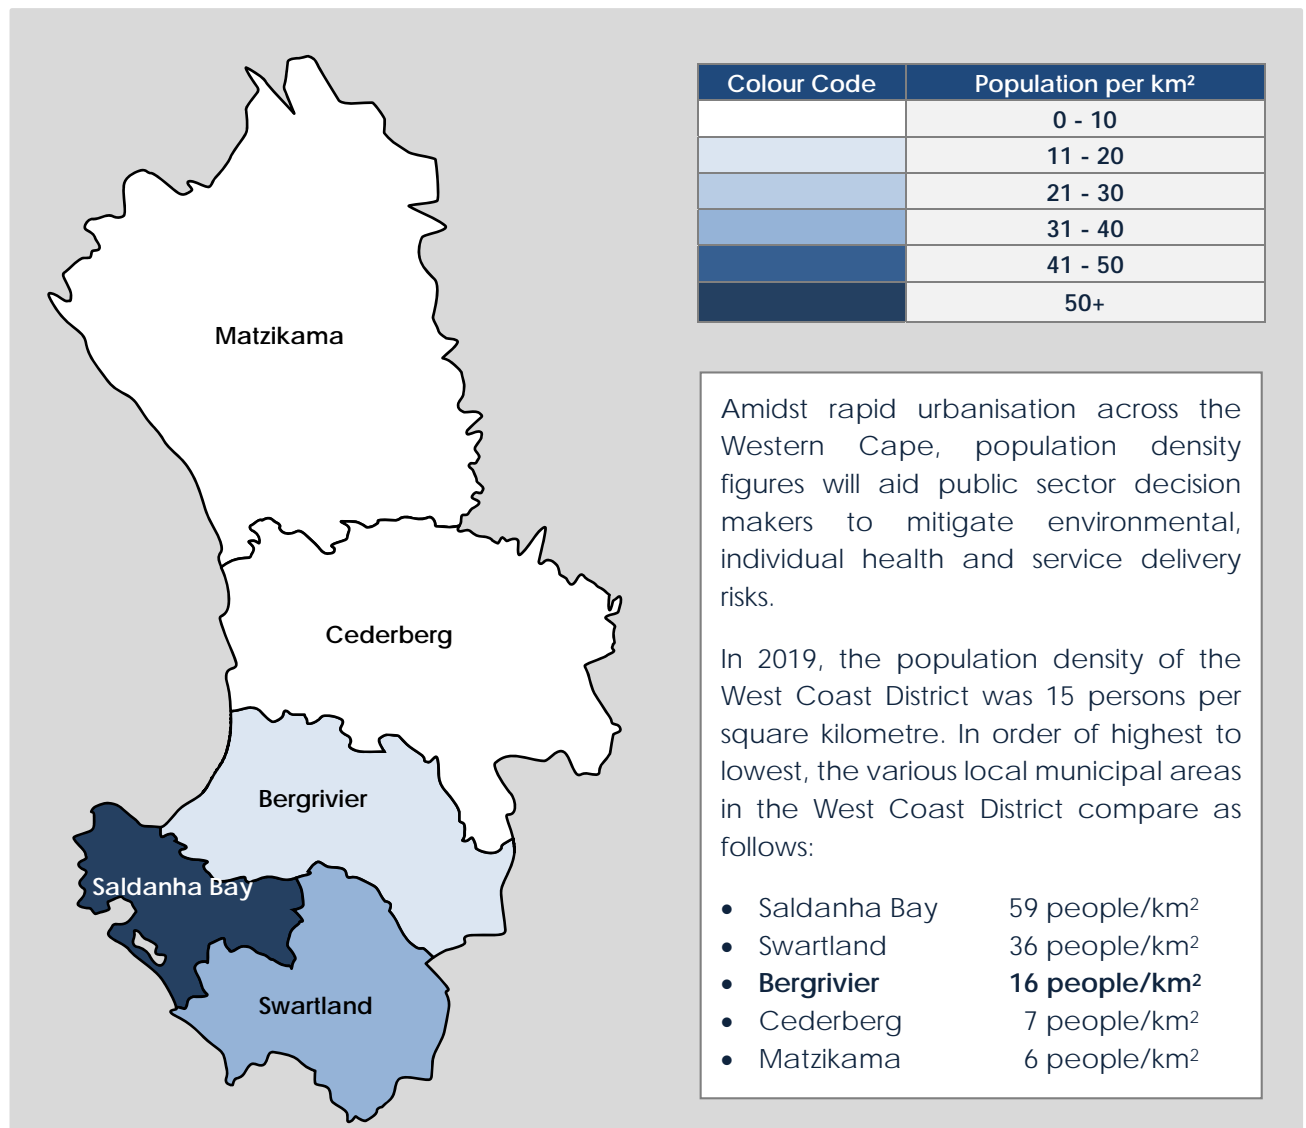 Colour Code Population per km²
0 - 10
11 - 20
21 - 30
31 - 40
41 - 50
50+
Matzikama
Cederberg
Bergrivier
Saldanha Bay
Swartland
Amidst rapid urbanisation across the
Western Cape, population density
figures will aid public sector decision
makers to mitigate environmental,
individual health and service delivery
risks.
In 2019, the population density of the
West Coast District was 15 persons per
square kilometre. In order of highest to
lowest, the various local municipal areas
in the West Coast District compare as
follows:
• Saldanha Bay 59 people/km²
• Swartland 36 people/km²
• Bergrivier 16 people/km²
• Cederberg 7 people/km²
• Matzikama 6 people/km²